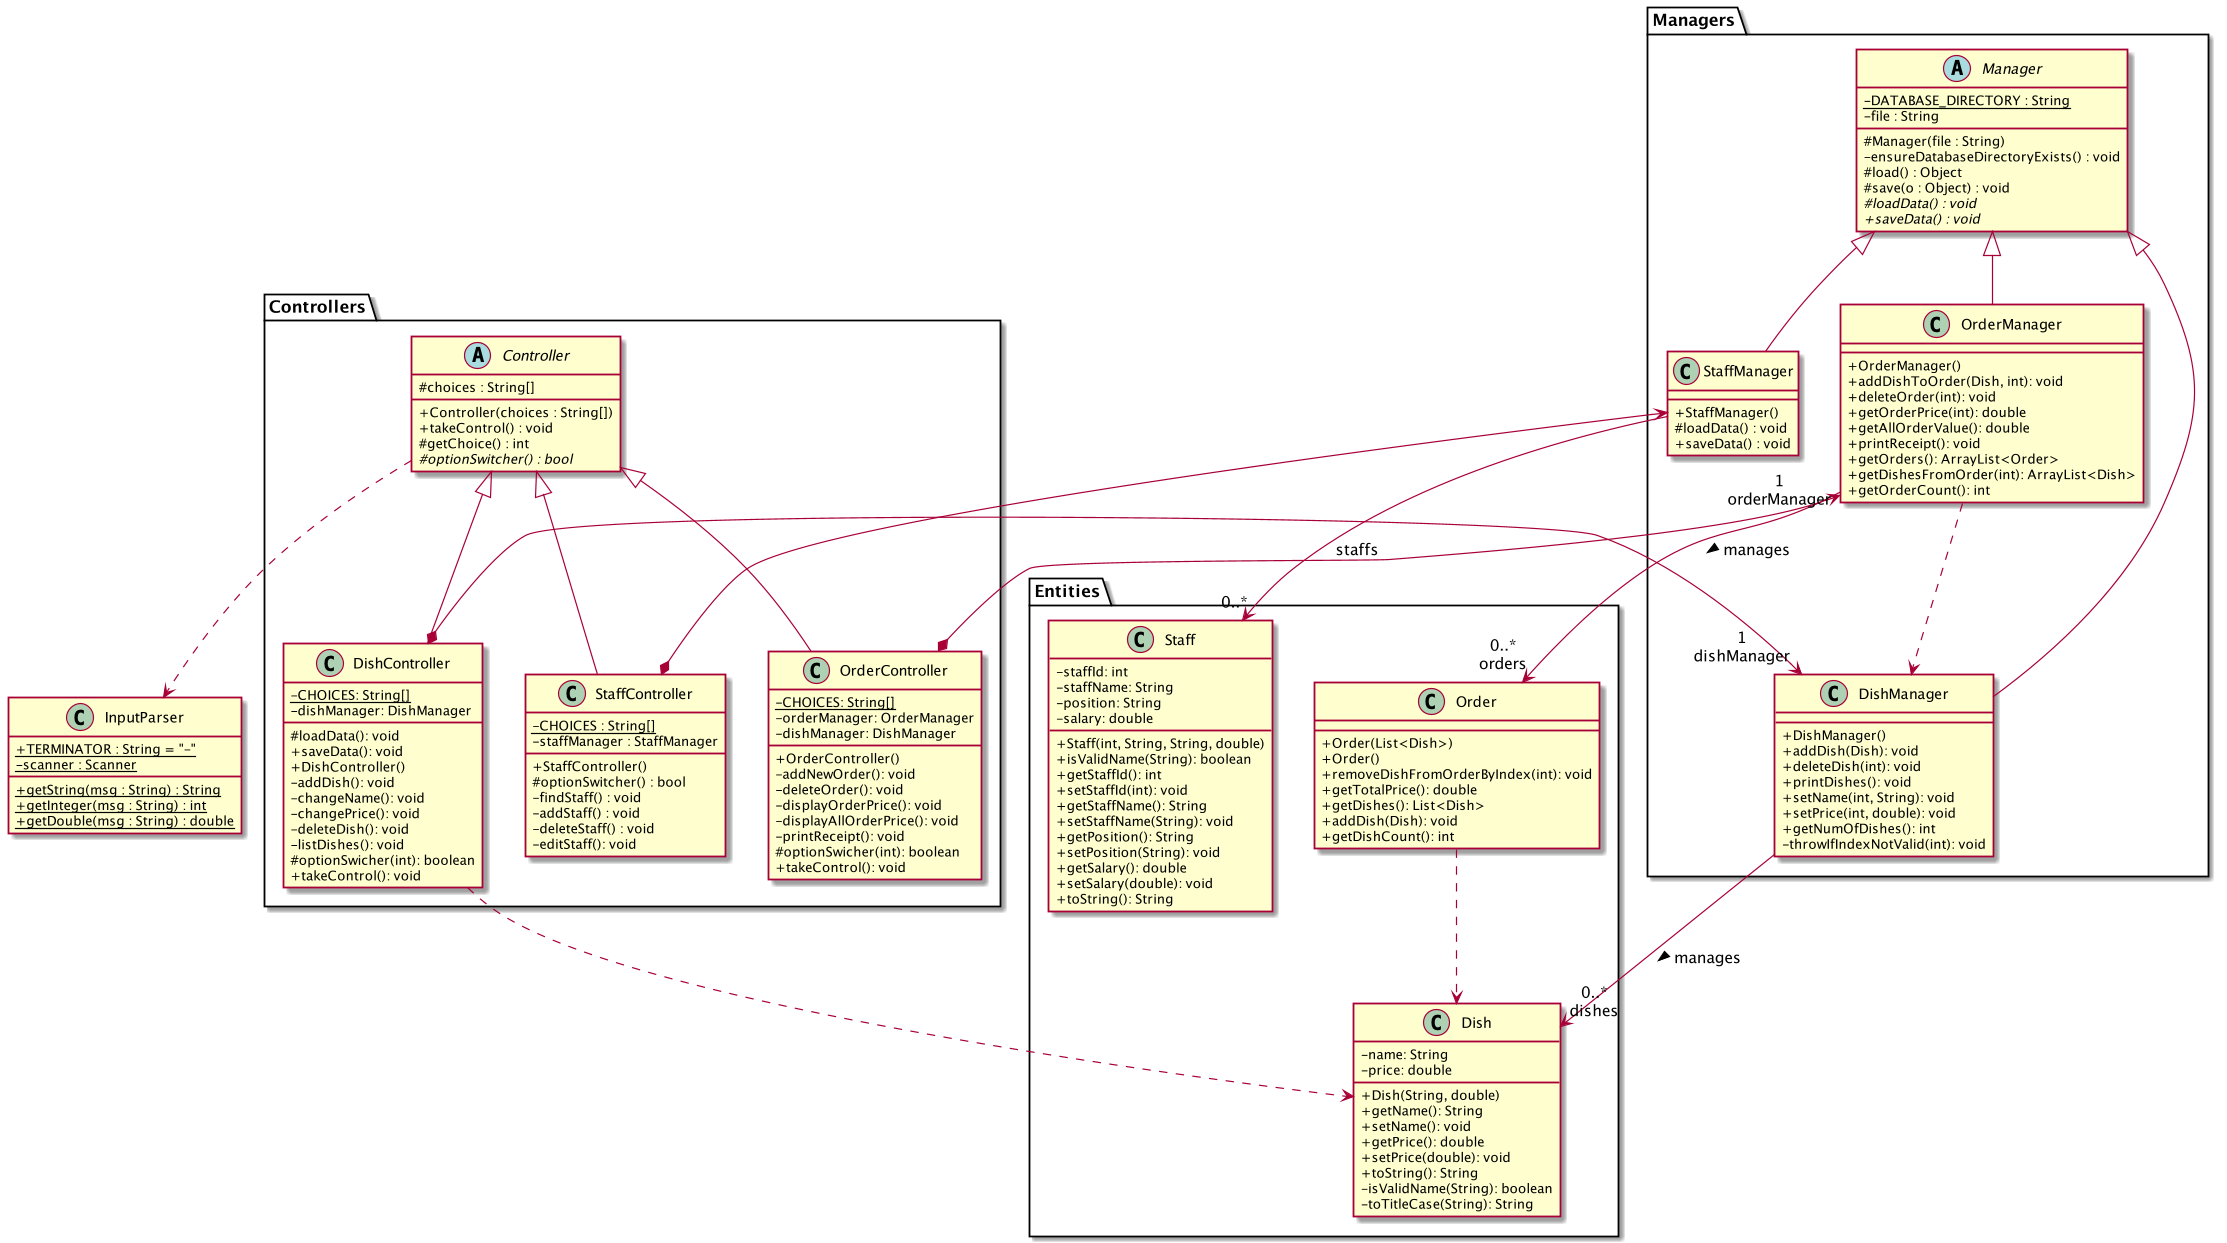 Managers
A Manager
-DATABASE_DIRECTORY : String
-file : String
#Manager(file : String)
-ensureDatabaseDirectoryExists() : void
#load() : Object
#save(o : Object) : void
#loadData() : void
+saveData() : void
C StaffManager
+StaffManager()
#loadData() : void
+saveData() : void
C OrderManager
+OrderManager()
+addDishToOrder(Dish, int): void
+deleteOrder(int): void
+getOrderPrice(int): double
+getAllOrderValue(): double
+printReceipt(): void
+getOrders(): ArrayList<Order>
+getDishesFromOrder(int): ArrayList<Dish>
+getOrderCount(): int
1
orderManager
manages
staffs
1
dishManager
C DishManager
+DishManager()
+addDish(Dish): void
+deleteDish(int): void
+printDishes(): void
+setName(int, String): void
+setPrice(int, double): void
+getNumOfDishes(): int
-throwIfIndexNotValid(int): void
manages
Controllers
A Controller
#choices : String[]
+Controller(choices : String[])
+takeControl() : void
#getChoice() : int
#optionSwitcher() : bool
C DishController
-CHOICES: String[]
-dishManager: DishManager
#loadData(): void
+saveData(): void
+DishController()
-addDish(): void
-changeName(): void
-changePrice(): void
-deleteDish(): void
-listDishes(): void
#optionSwicher(int): boolean
+takeControl(): void
C StaffController
-CHOICES : String[]
-staffManager : StaffManager
+StaffController()
#optionSwitcher() : bool
-findStaff() : void
-addStaff() : void
-deleteStaff() : void
-editStaff(): void
C OrderController
-CHOICES: String[]
-orderManager: OrderManager
-dishManager: DishManager
+OrderController()
-addNewOrder(): void
-deleteOrder(): void
-displayOrderPrice(): void
-displayAllOrderPrice(): void
-printReceipt(): void
#optionSwicher(int): boolean
+takeControl(): void
C InputParser
+TERMINATOR : String = "-"
-scanner : Scanner
+getString(msg : String) : String
+getInteger(msg : String) : int
+getDouble(msg : String) : double
Entities
0..*
C Staff
-staffId: int
-staffName: String
-position: String
-salary: double
+Staff(int, String, String, double)
+isValidName(String): boolean
+getStaffId(): int
+setStaffId(int): void
+getStaffName(): String
+setStaffName(String): void
+getPosition(): String
+setPosition(String): void
+getSalary(): double
+setSalary(double): void
+toString(): String
0..*
orders
C Order
+Order(List<Dish>)
+Order()
+removeDishFromOrderByIndex(int): void
+getTotalPrice(): double
+getDishes(): List<Dish>
+addDish(Dish): void
+getDishCount(): int
0..*
dishes
C Dish
-name: String
-price: double
+Dish(String, double)
+getName(): String
+setName(): void
+getPrice(): double
+setPrice(double): void
+toString(): String
-isValidName(String): boolean
-toTitleCase(String): String